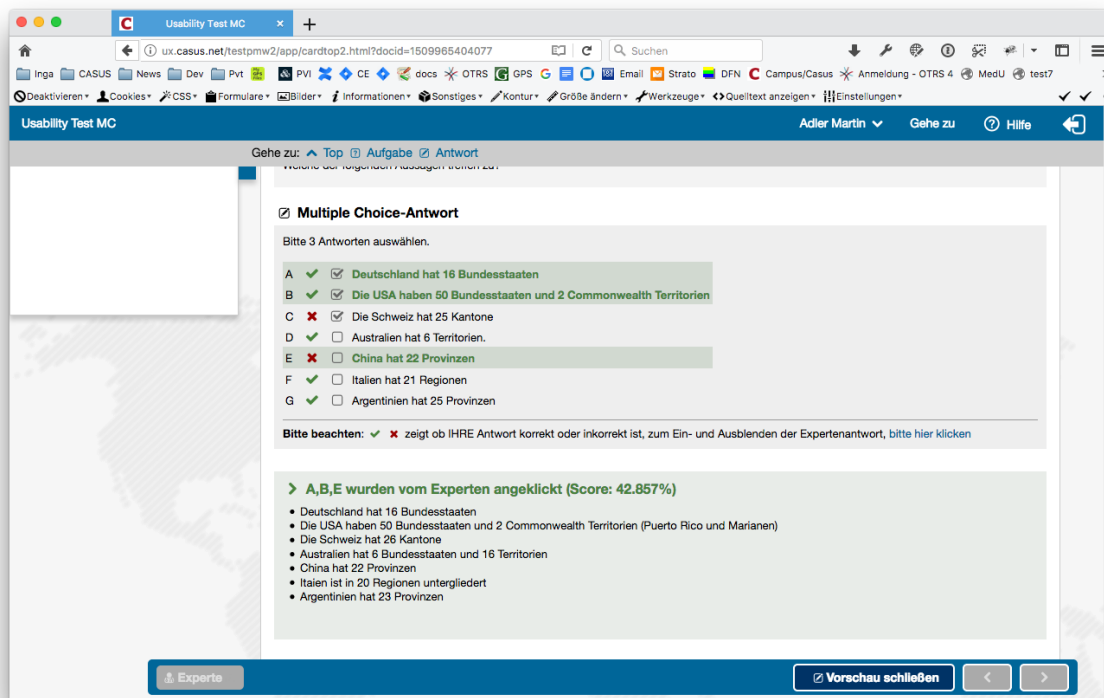 Usability Test MC
ux.casus.net/testpmw2/app/cardtop2.html?docid=1509965404077
Suchen
Inga CASUS News Dev Pvt PVI CE docs OTRS GPS Email Strato DFN Campus/Casus Anmeldung - OTRS 4 MedU test7
Deaktivieren Cookies CSS Formulare Bilder Informationen Sonstiges Kontur Größe ändern Werkzeuge Quelltext anzeigen Einstellungen
Usability Test MC Adler Martin Gehe zu Hilfe
Gehe zu: Top Aufgabe Antwort
Welche der folgenden Aussagen treffen zu?
Multiple Choice-Antwort
Bitte 3 Antworten auswählen.
A Deutschland hat 16 Bundesstaaten
B Die USA haben 50 Bundesstaaten und 2 Commonwealth Territorien
C Die Schweiz hat 25 Kantone
D Australien hat 6 Territorien.
E China hat 22 Provinzen
F Italien hat 21 Regionen
G Argentinien hat 25 Provinzen
Bitte beachten: ✔ ✖ zeigt ob IHRE Antwort korrekt oder inkorrekt ist, zum Ein- und Ausblenden der Expertenantwort, bitte hier klicken
A,B,E wurden vom Experten angeklickt (Score: 42.857%)
• Deutschland hat 16 Bundesstaaten
• Die USA haben 50 Bundesstaaten und 2 Commonwealth Territorien (Puerto Rico und Marianen)
• Die Schweiz hat 26 Kantone
• Australien hat 6 Bundesstaaten und 16 Territorien
• China hat 22 Provinzen
• Itaien ist in 20 Regionen untergliedert
• Argentinien hat 23 Provinzen
Experte Vorschau schließen